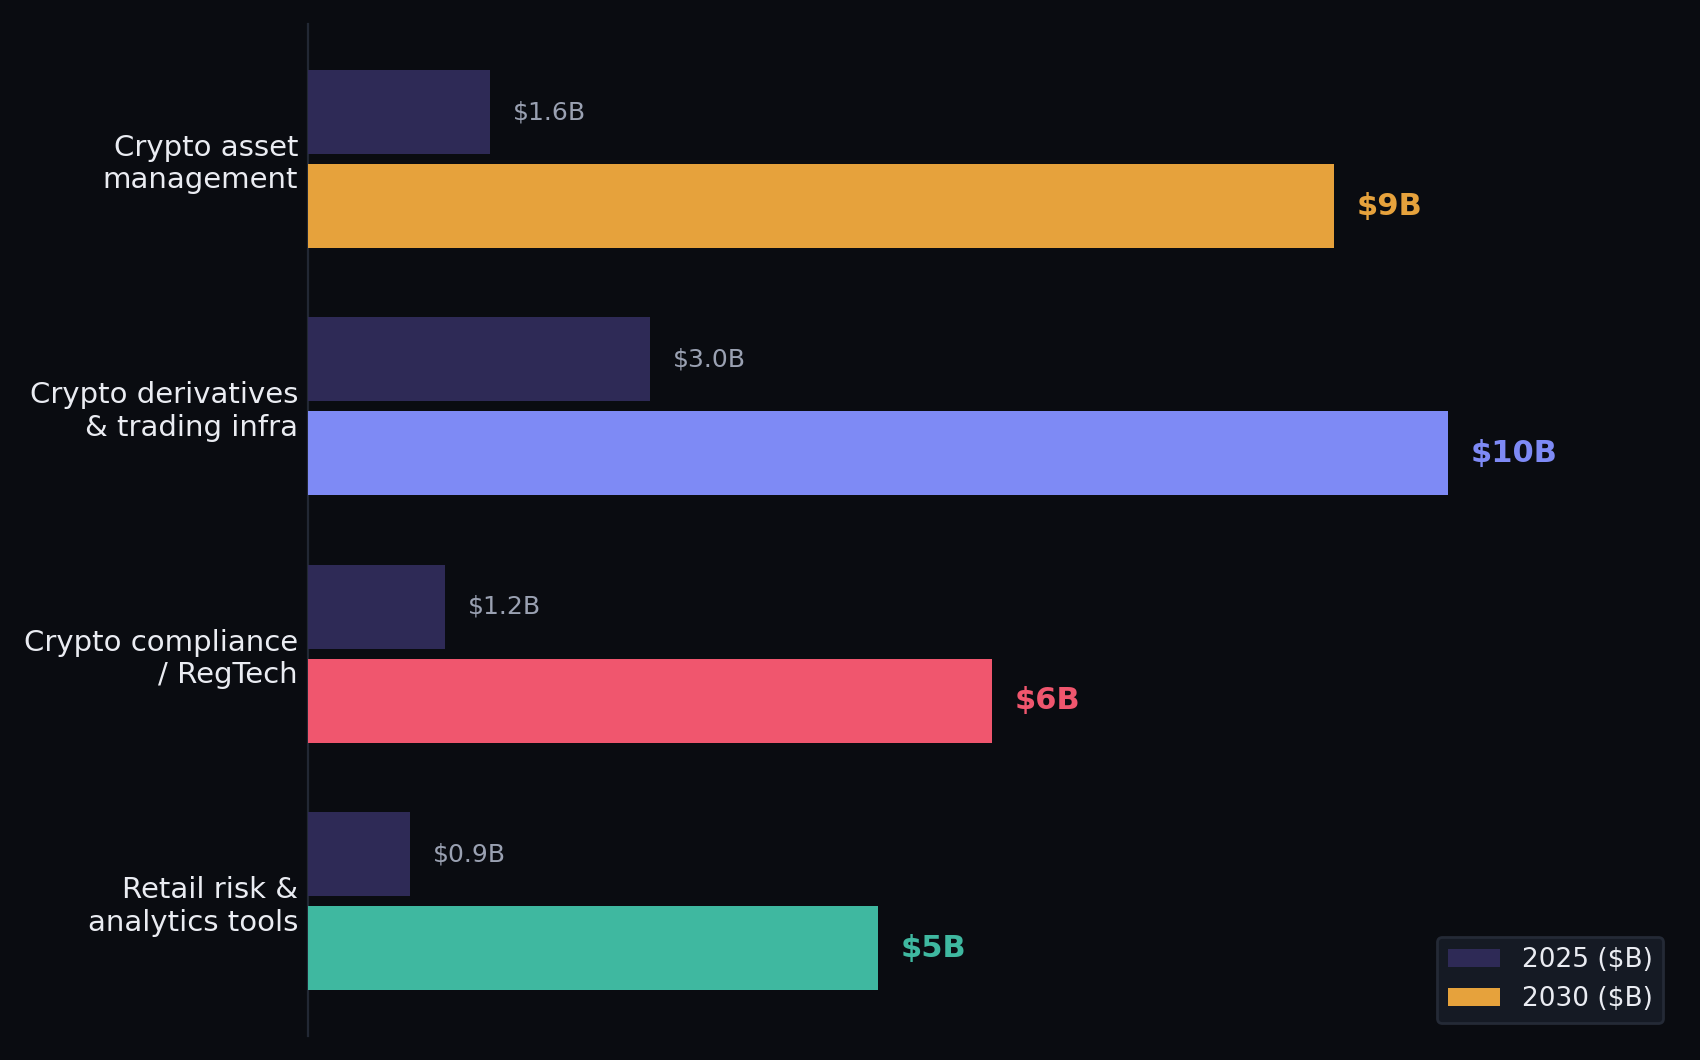 $1.6B
Crypto asset
management
$9B
$3.0B
Crypto derivatives
& trading infra
$10B
$1.2B
Crypto compliance
/ RegTech
$6B
$0.9B
Retail risk &
analytics tools
$5B
2025 ($B)
2030 ($B)